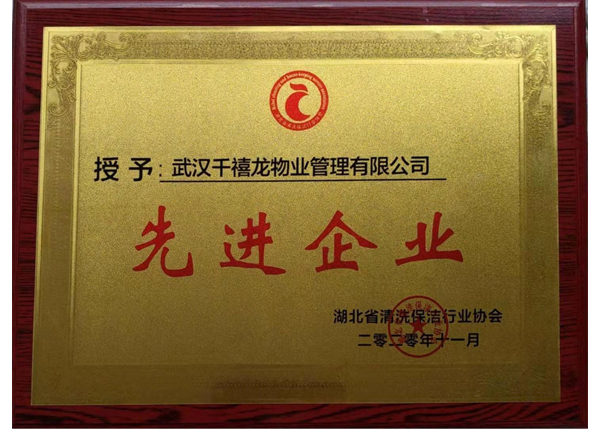 授予：武汉千禧龙物业管理有限公司
先进企业
湖北省清洗保洁行业协会
二零二零年十一月